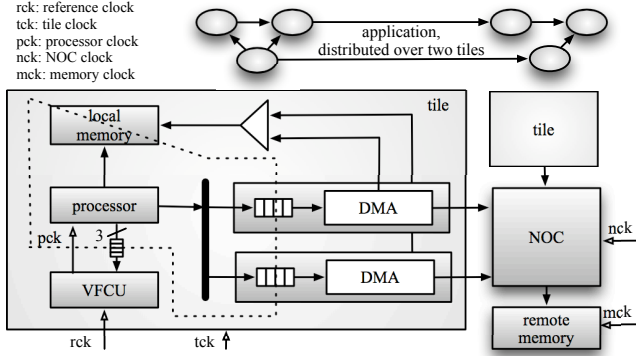 rck: reference clock
tck: tile clock
pck: processor clock
nck: NOC clock
mck: memory clock
application,
distributed over two tiles
tile
local
memory
tile
processor
DMA
pck
3
NOC
nck
VFCU
DMA
mck
remote
memory
rck
tck